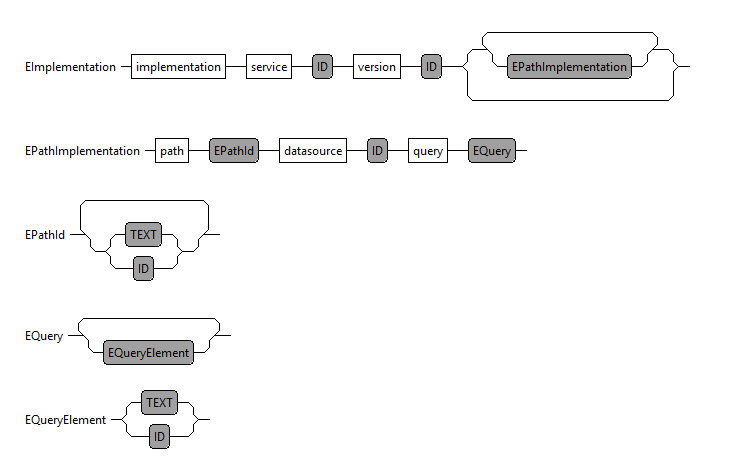 EImplementation implementation service ID version ID EPathImplementation
EPathImplementation path EPathId datasource ID query EQuery
EPathId TEXT
ID
EQuery EQueryElement
EQueryElement TEXT
ID